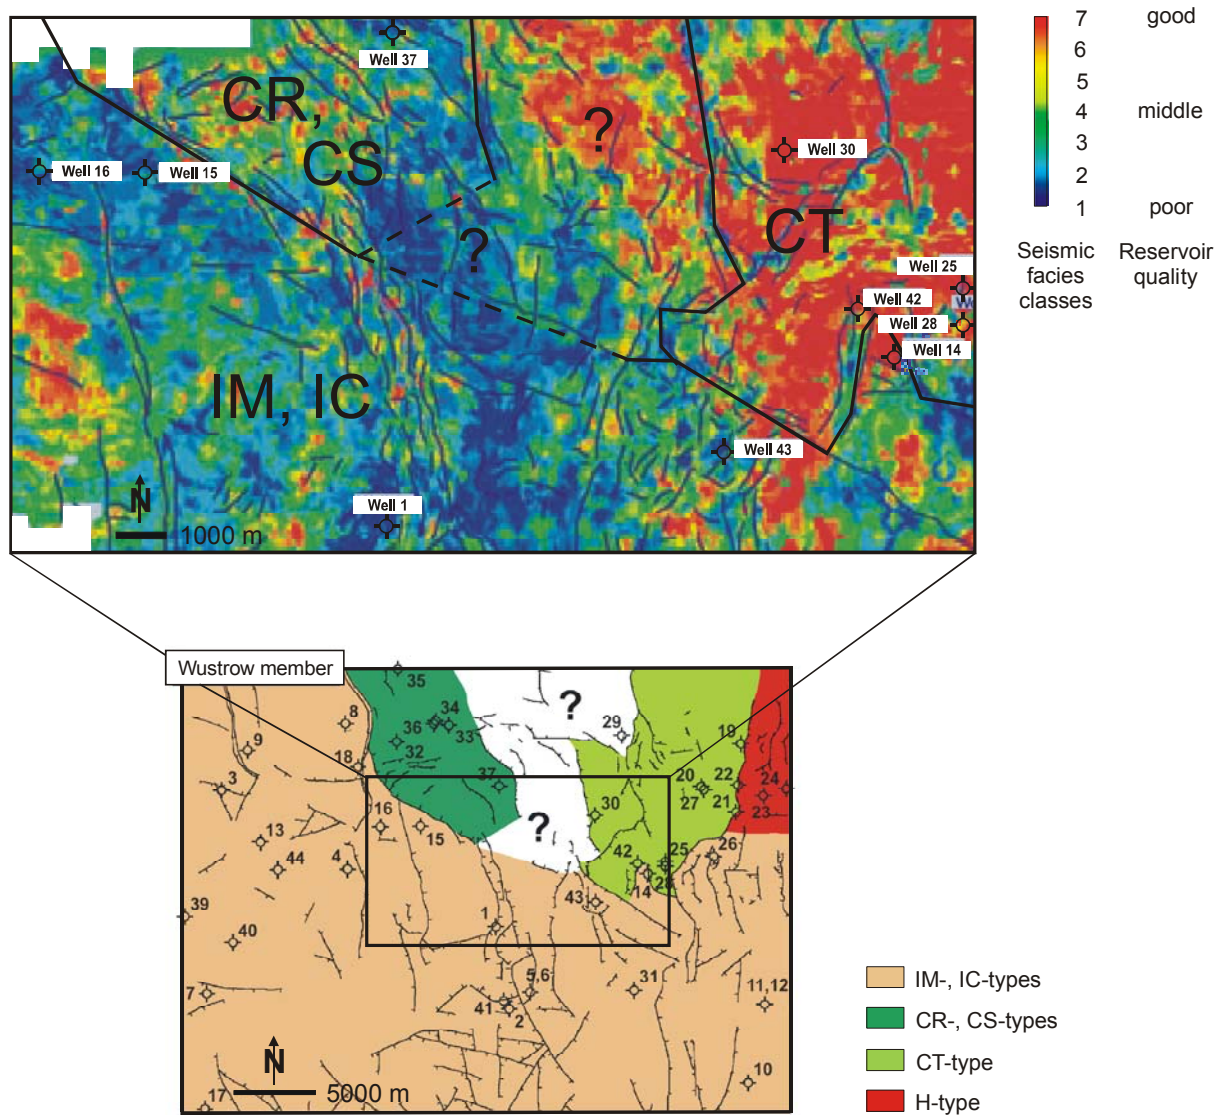 7 good
6
5
4 middle
3
2
1 poor
Seismic facies classes
Reservoir quality
Well 37
CR,
CS
?
Well 30
Well 16
Well 15
CT
?
Well 25
Well 42
Well 28
Well 14
IM, IC
Well 43
Well 1
N
1000 m
Wustrow member
35
?
8
34
36
33
29
32
19
9
18
3
37
20
22
24
27
21
23
16
15
30
?
13
4
44
42
25
26
14
28
43
39
1
40
7
5,6
31
11,12
41
2
N
10
17
5000 m
IM-, IC-types
CR-, CS-types
CT-type
H-type